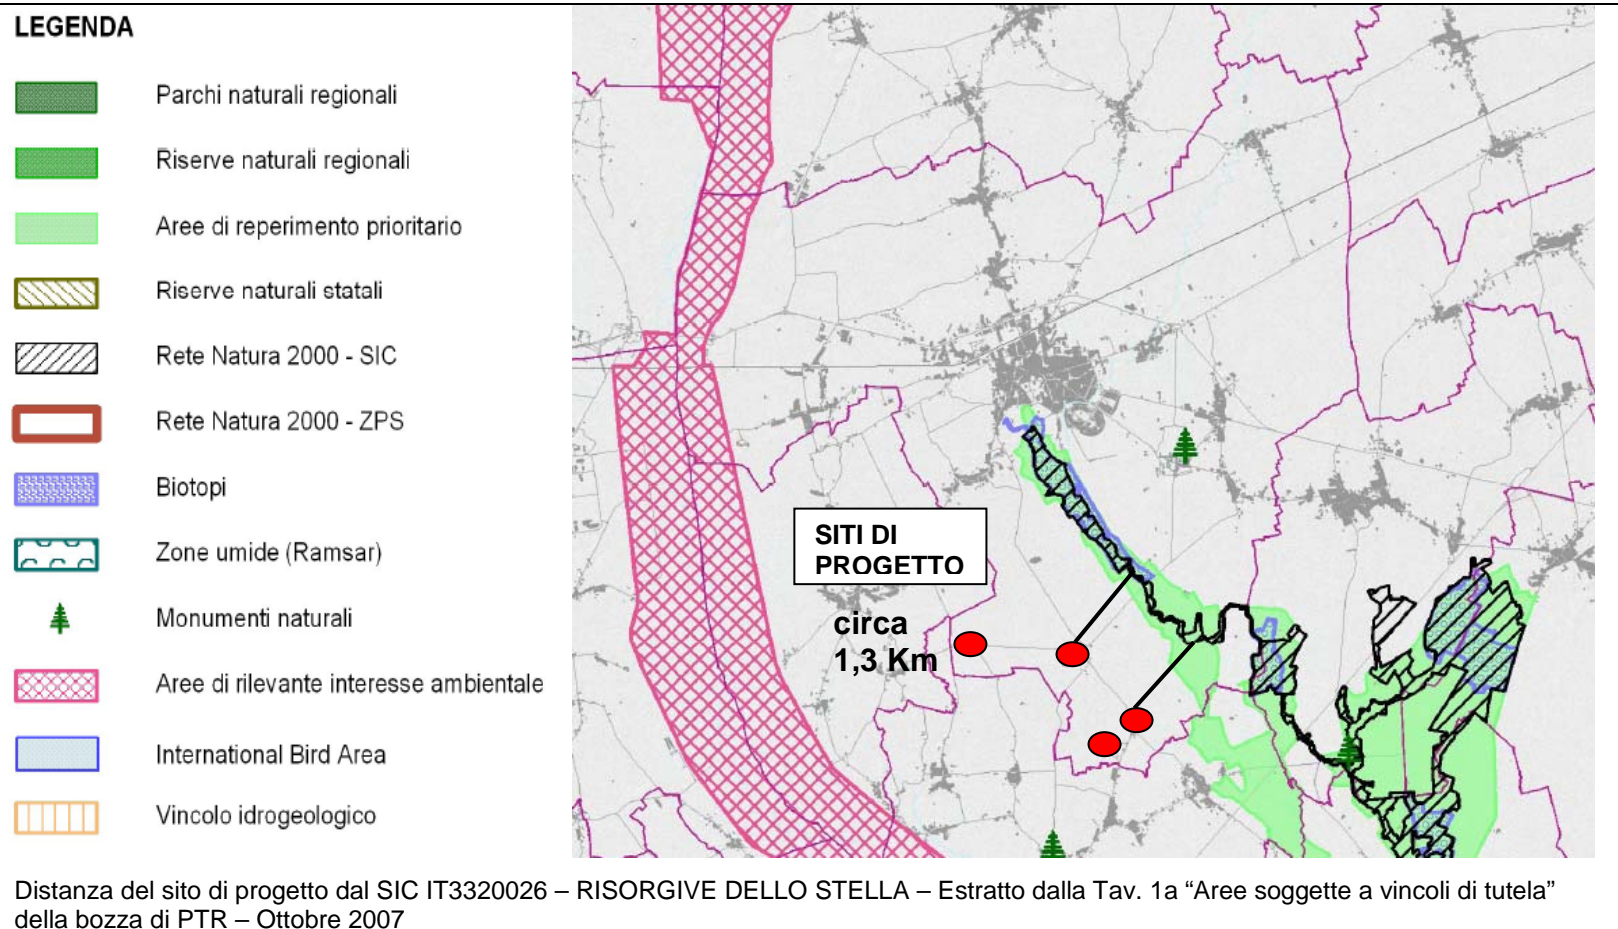 LEGENDA
Parchi naturali regionali
Riserve naturali regionali
Aree di reperimento prioritario
Riserve naturali statali
Rete Natura 2000 - SIC
Rete Natura 2000 - ZPS
Biotopi
Zone umide (Ramsar)
Monumenti naturali
Aree di rilevante interesse ambientale
International Bird Area
Vincolo idrogeologico
SITI DI
PROGETTO
circa
1,3 Km
Distanza del sito di progetto dal SIC IT3320026 – RISORGIVE DELLO STELLA – Estratto dalla Tav. 1a “Aree soggette a vincoli di tutela”
della bozza di PTR – Ottobre 2007